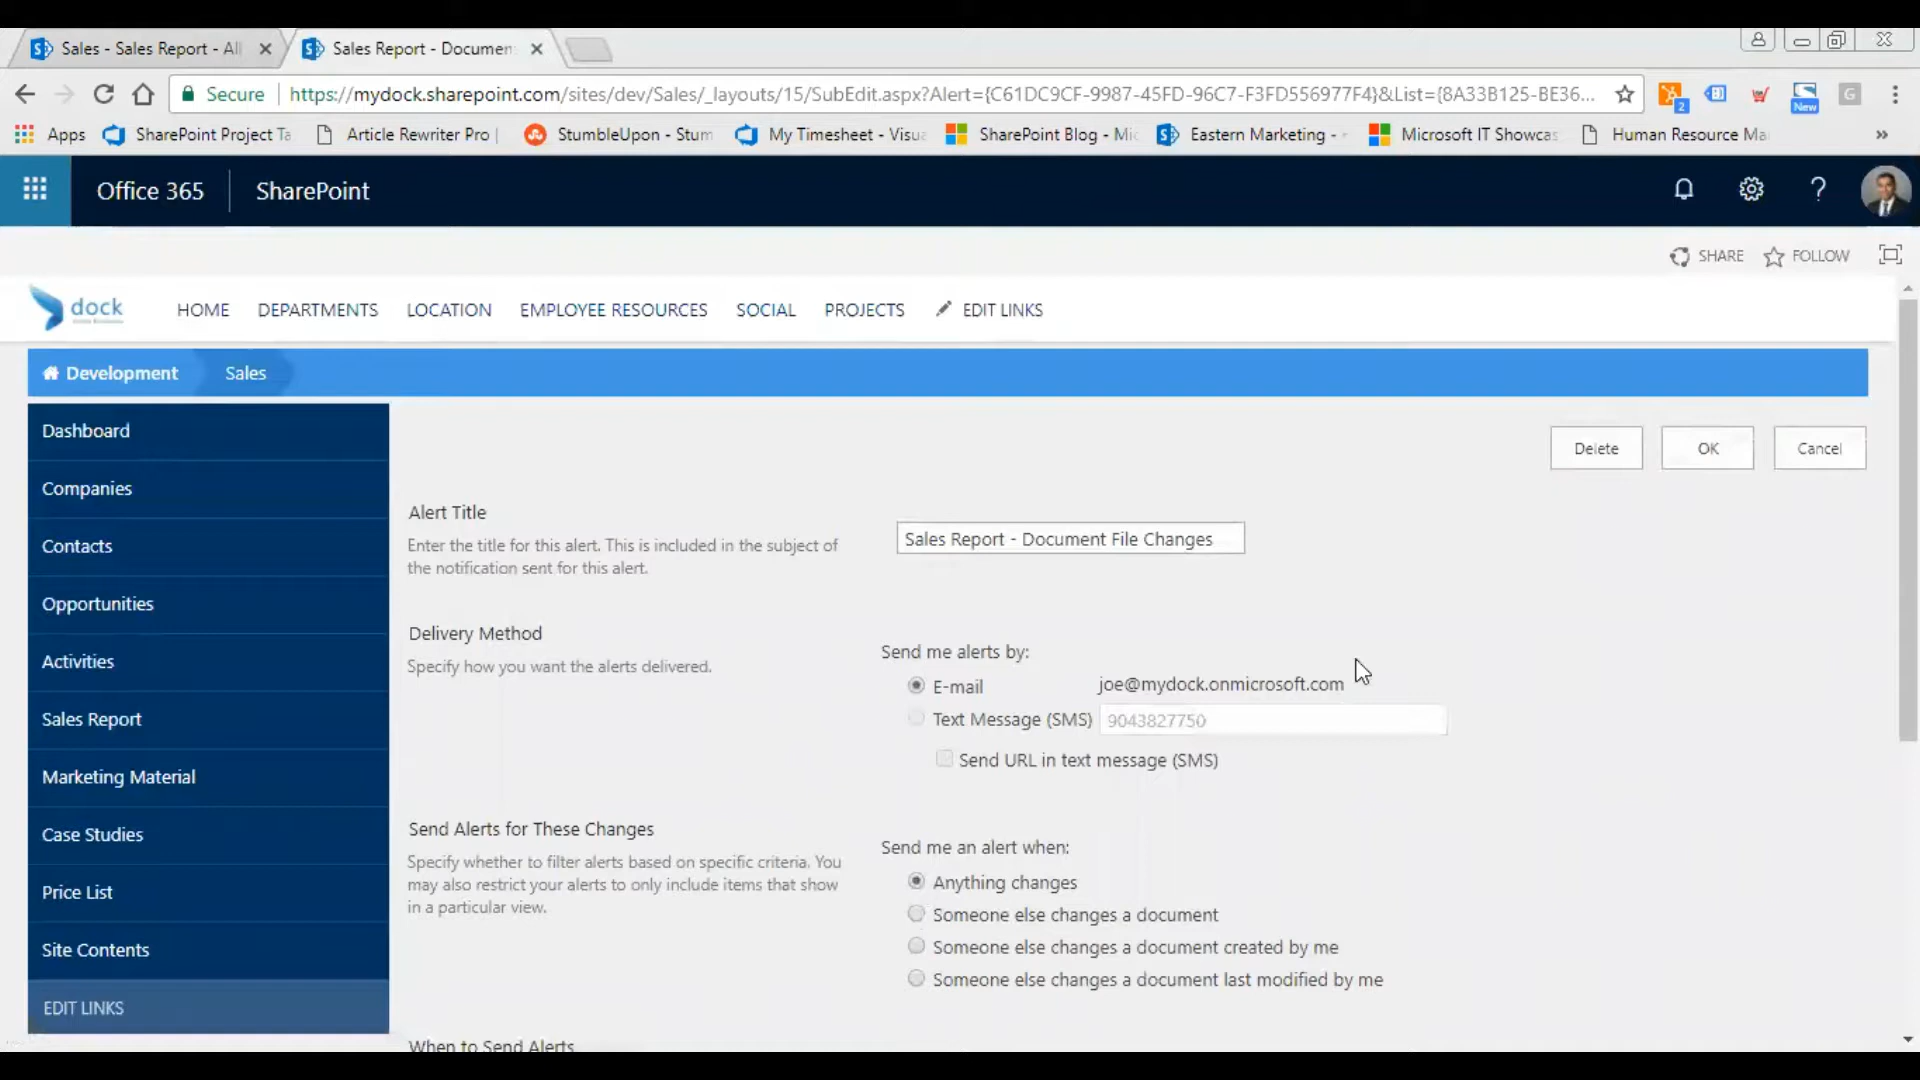 Sales - Sales Report - All
Sales Report - Documen
Secure
https://mydock.sharepoint.com/sites/dev/Sales/_layouts/15/SubEdit.aspx?Alert={C61DC9CF-9987-45FD-96C7-F3FD556977F4}&List={8A33B125-BE36...
2
New
G
Apps
SharePoint Project Ta
Article Rewriter Pro |
StumbleUpon - Stum
My Timesheet - Visua
SharePoint Blog - Mic
Eastern Marketing -
Microsoft IT Showcas
Human Resource Ma
»
Office 365
SharePoint
?
SHARE
FOLLOW
dock
HOME
DEPARTMENTS
LOCATION
EMPLOYEE RESOURCES
SOCIAL
PROJECTS
EDIT LINKS
Development
Sales
Dashboard
Companies
Contacts
Opportunities
Activities
Sales Report
Marketing Material
Case Studies
Price List
Site Contents
EDIT LINKS
Delete
OK
Cancel
Alert Title
Enter the title for this alert. This is included in the subject of
the notification sent for this alert.
Sales Report - Document File Changes
Delivery Method
Specify how you want the alerts delivered.
Send me alerts by:
E-mail
joe@mydock.onmicrosoft.com
Text Message (SMS)
9043827750
Send URL in text message (SMS)
Send Alerts for These Changes
Specify whether to filter alerts based on specific criteria. You
may also restrict your alerts to only include items that show
in a particular view.
Send me an alert when:
Anything changes
Someone else changes a document
Someone else changes a document created by me
Someone else changes a document last modified by me
When to Send Alerts